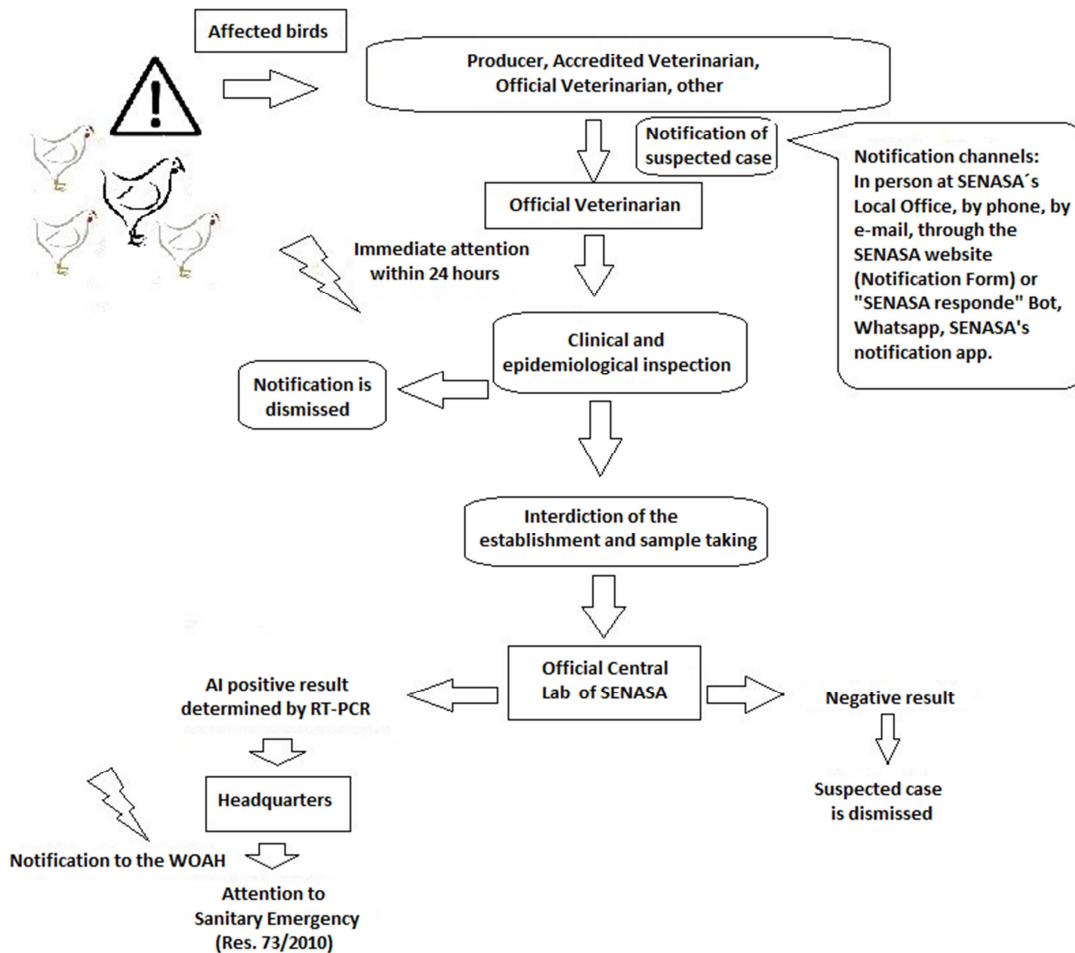 Affected birds
Producer, Accredited Veterinarian,
Official Veterinarian, other
Notification of
suspected case
Notification channels:
In person at SENASA´s
Local Office, by phone, by
e-mail, through the
SENASA website
(Notification Form) or
"SENASA responde" Bot,
Whatsapp, SENASA's
notification app.
Official Veterinarian
Immediate attention
within 24 hours
Clinical and
epidemiological inspection
Notification is
dismissed
Interdiction of the
establishment and sample taking
Official Central
Lab of SENASA
AI positive result
determined by RT-PCR
Negative result
Headquarters
Suspected case
is dismissed
Notification to the WOAH
Attention to
Sanitary Emergency
(Res. 73/2010)